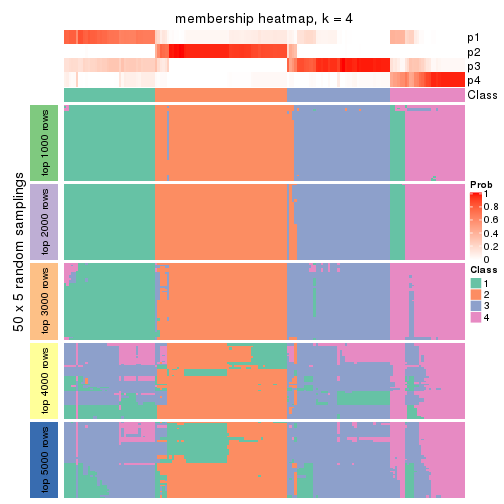 membership heatmap, k = 4
p1
p2
p3
p4
Class
50 x 5 random samplings
top 1000 rows
top 2000 rows
top 3000 rows
top 4000 rows
top 5000 rows
Prob
1
0.8
0.6
0.4
0.2
0
Class
1
2
3
4